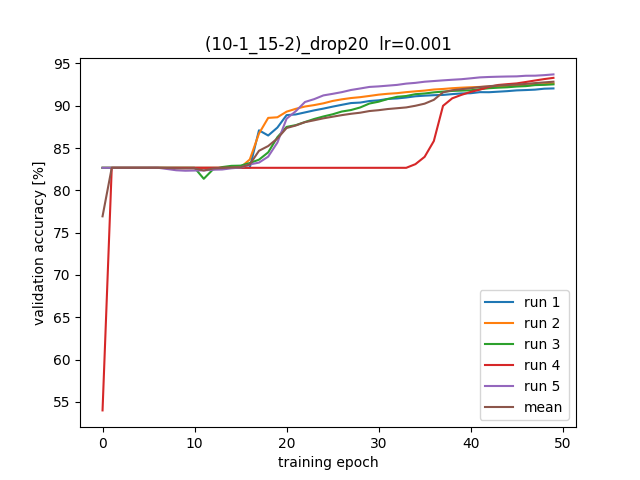 (10-1_15-2)_drop20  lr=0.001
validation accuracy [%]
95
90
85
80
75
70
65
60
55
0
10
20
30
40
50
training epoch
run 1
run 2
run 3
run 4
run 5
mean